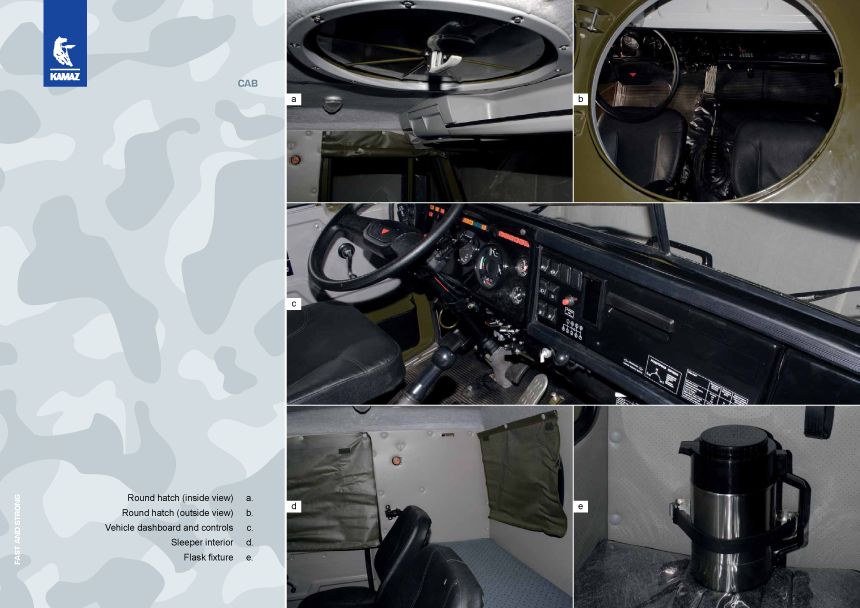 KAMAZ
CAB
a
b
c
d
e
Round hatch (inside view) a.
Round hatch (outside view) b.
Vehicle dashboard and controls c.
Sleeper interior d.
Flask fixture e.
FAST AND STRONG